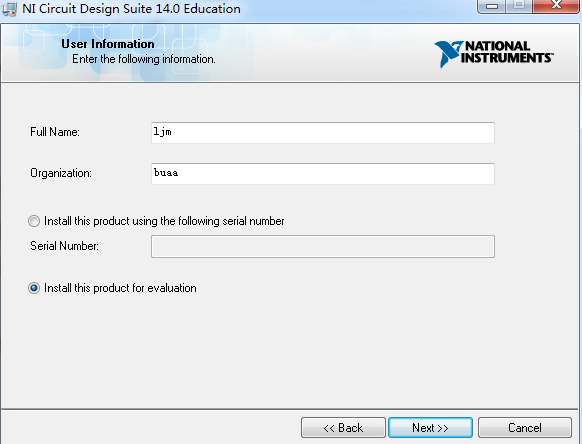 NI Circuit Design Suite 14.0 Education
User Information
Enter the following information.
NATIONAL
INSTRUMENTS™
Full Name:
ljm
Organization:
buaa
Install this product using the following serial number
Serial Number:
Install this product for evaluation
<< Back
Next >>
Cancel